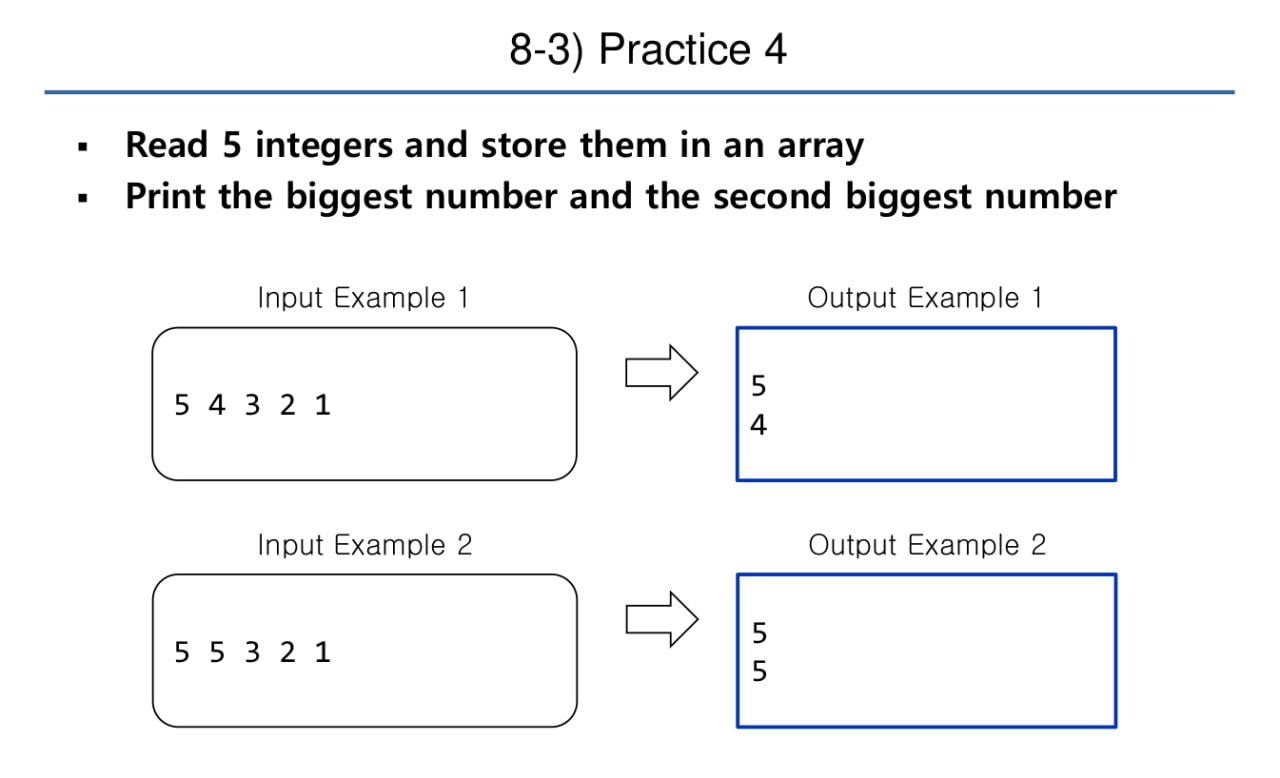 8-3) Practice 4
▪ Read 5 integers and store them in an array
▪ Print the biggest number and the second biggest number
Input Example 1
Output Example 1
5 4 3 2 1
5
4
Input Example 2
Output Example 2
5 5 3 2 1
5
5